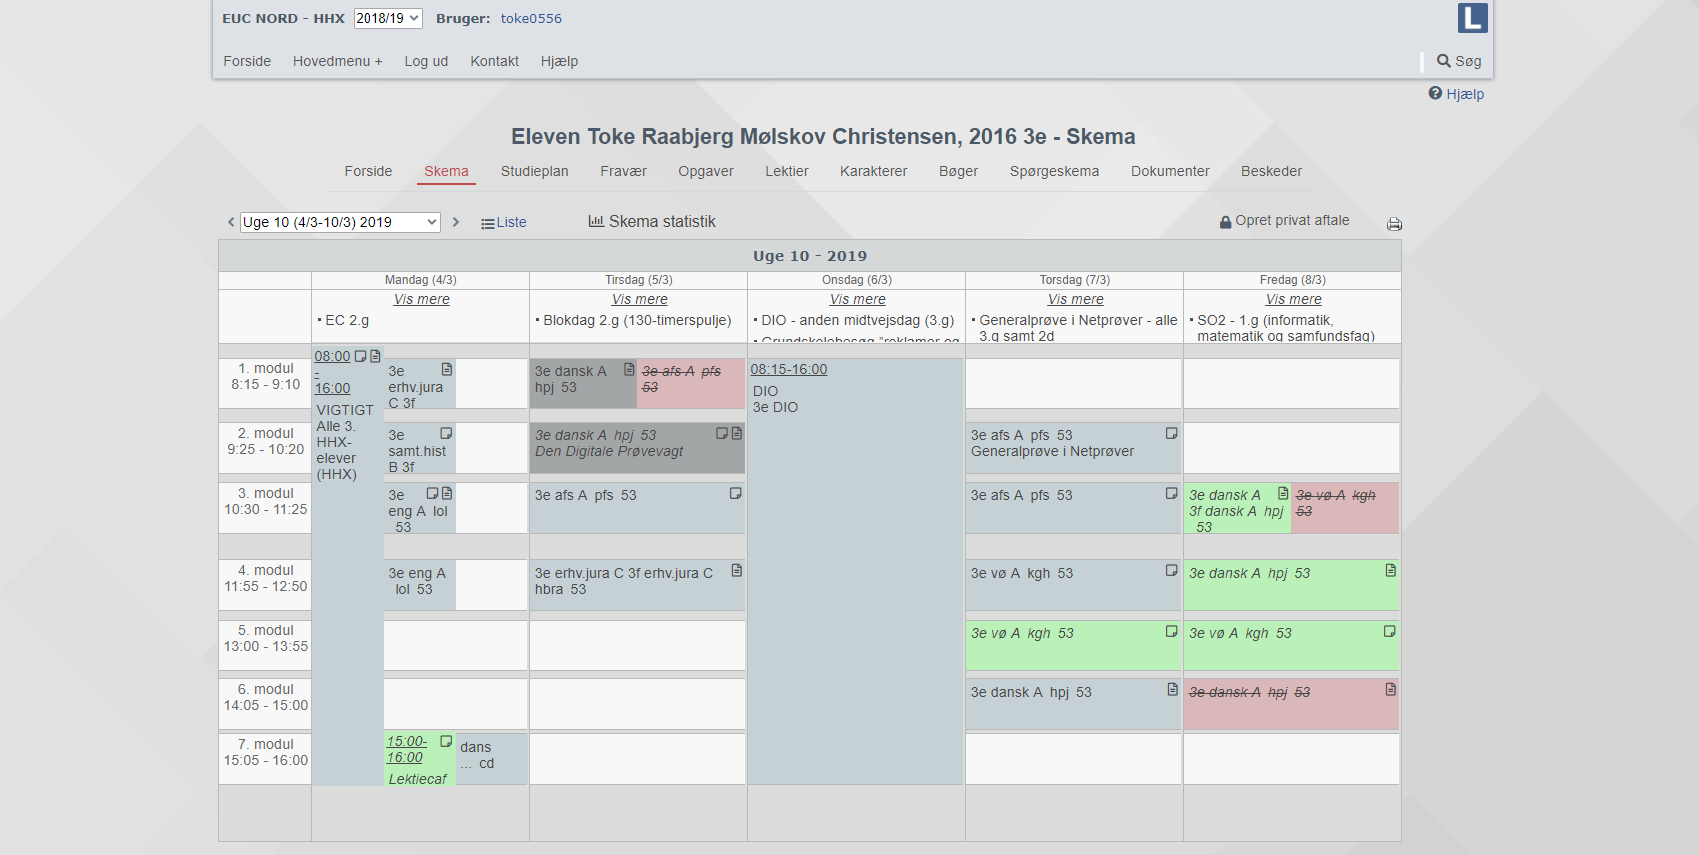 EUC NORD - HHX 2018/19 Bruger: toke0556
L
Forside Hovedmenu + Log ud Kontakt Hjælp Søg
Hjælp
Eleven Toke Raabjerg Mølskov Christensen, 2016 3e - Skema
Forside Skema Studieplan Fravær Opgaver Lektier Karakterer Bøger Spørgeskema Dokumenter Beskeder
Uge 10 (4/3-10/3) 2019 Liste Skema statistik Opret privat aftale
Uge 10 - 2019
Mandag (4/3) Tirsdag (5/3) Onsdag (6/3) Torsdag (7/3) Fredag (8/3)
Vis mere Vis mere Vis mere Vis mere Vis mere
▪ EC 2.g
▪ Blokdag 2.g (130-timerspulje)
▪ DIO - anden midtvejsdag (3.g)
▪ Grundskolebesøg "reklamer og
▪ Generalprøve i Netprøver - alle
3.g samt 2d
▪ SO2 - 1.g (informatik,
matematik og samfundsfag)
08:00
-
16:00
VIGTIGT
Alle 3.
HHX-
elever
(HHX)
1. modul
8:15 - 9:10
3e
erhv.jura
C 3f
3e dansk A
hpj 53
3e afs A pfs
53
08:15-16:00
DIO
3e DIO
2. modul
9:25 - 10:20
3e
samt.hist
B 3f
3e dansk A hpj 53
Den Digitale Prøvevagt
3e afs A pfs 53
Generalprøve i Netprøver
3. modul
10:30 - 11:25
3e
eng A lol
53
3e afs A pfs 53
3e afs A pfs 53
3e dansk A
3f dansk A hpj
53
3e vø A kgh
53
4. modul
11:55 - 12:50
3e eng A
lol 53
3e erhv.jura C 3f erhv.jura C
hbra 53
3e vø A kgh 53
3e dansk A hpj 53
5. modul
13:00 - 13:55
3e vø A kgh 53
3e vø A kgh 53
6. modul
14:05 - 15:00
3e dansk A hpj 53
3e dansk A hpj 53
7. modul
15:05 - 16:00
15:00-
16:00
Lektiecaf
dans
... cd